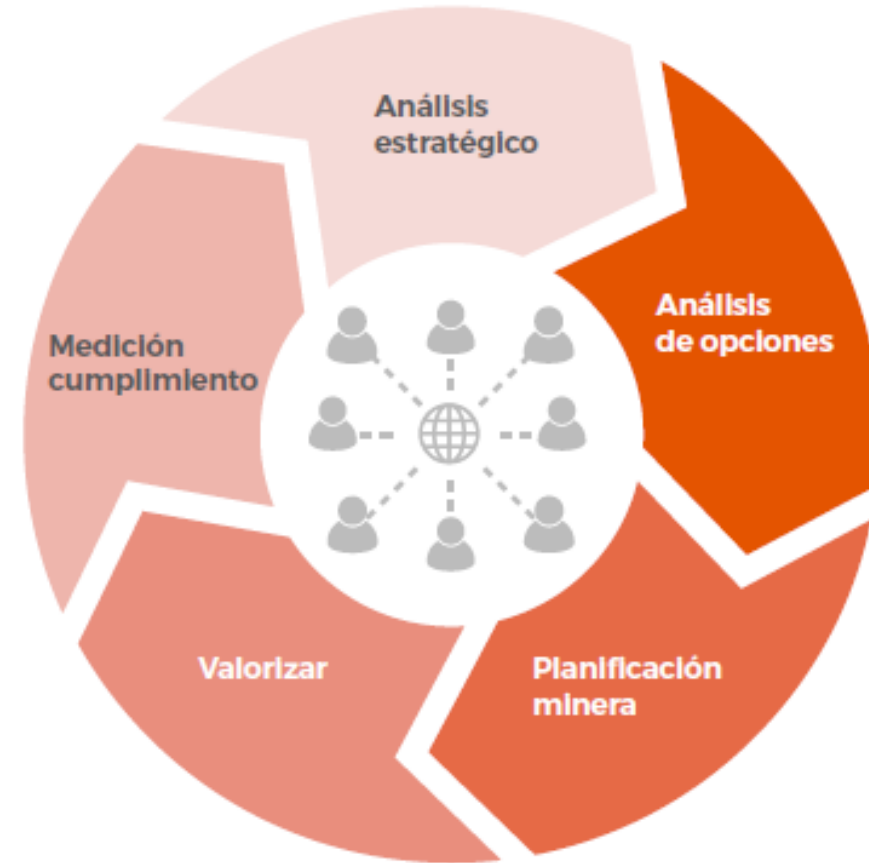 Análisis
estratégico
Análisis
de opciones
Planificación
minera
Valorizar
Medición
cumplimiento